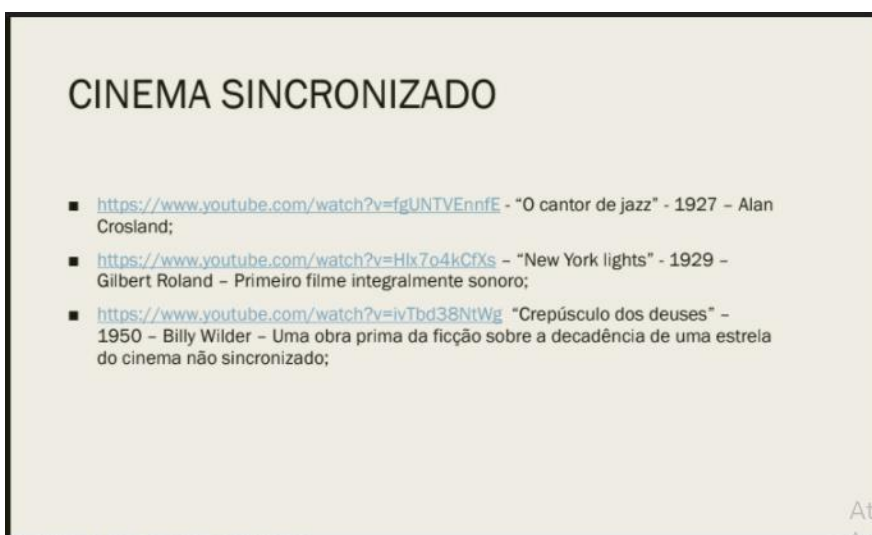 CINEMA SINCRONIZADO
■ https://www.youtube.com/watch?v=fgUNTVEnnfE - “O cantor de jazz” - 1927 – Alan
Crosland;
■ https://www.youtube.com/watch?v=HIx7o4kCfXs – “New York lights” - 1929 –
Gilbert Roland – Primeiro filme integralmente sonoro;
■ https://www.youtube.com/watch?v=ivTbd38NtWg “Crepúsculo dos deuses” –
1950 – Billy Wilder – Uma obra prima da ficção sobre a decadência de uma estrela
do cinema não sincronizado;
At